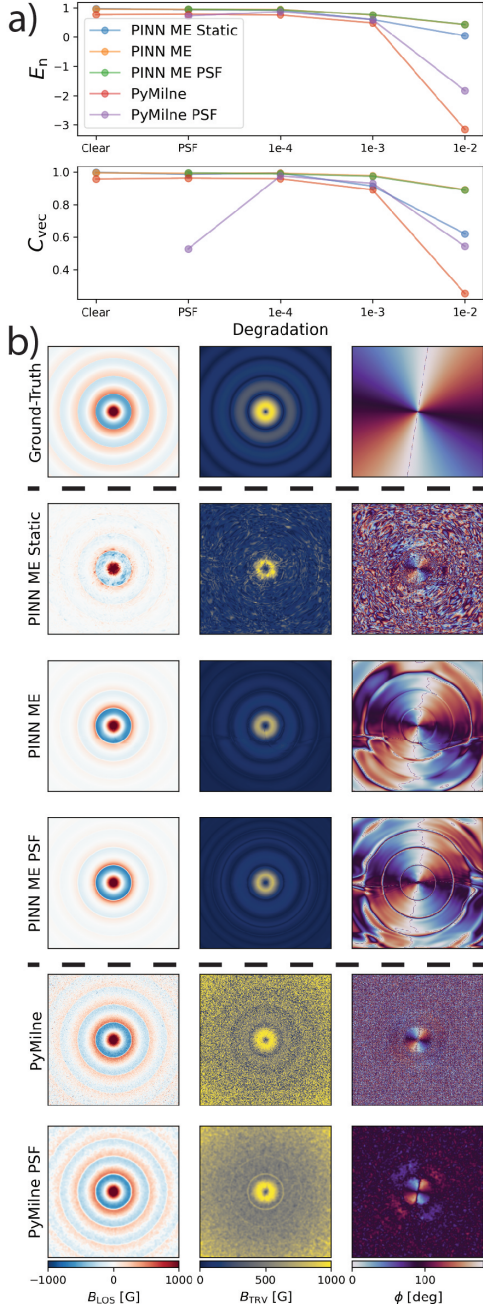 a)
1
0
−1
−2
−3
E_n
PINN ME Static
PINN ME
PINN ME PSF
PyMilne
PyMilne PSF
Clear
PSF
1e-4
1e-3
1e-2
1.0
0.8
0.6
0.4
C_vec
Clear
PSF
1e-4
1e-3
1e-2
Degradation
b)
Ground-Truth
PINN ME Static
PINN ME
PINN ME PSF
PyMilne
PyMilne PSF
−1000 0 1000
B_LOS [G]
0 500 1000
B_TRV [G]
0 100
ϕ [deg]